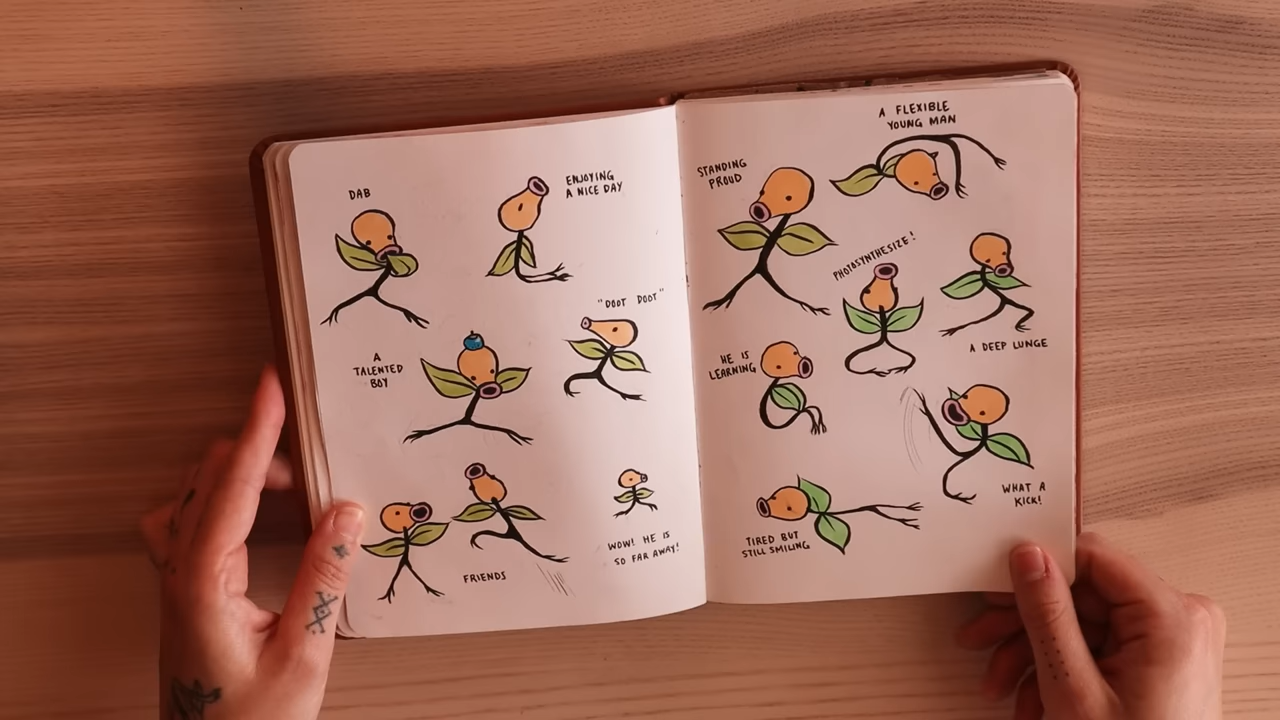 DAB
ENJOYING
A NICE DAY
"DOOT DOOT"
A
TALENTED
BOY
FRIENDS
WOW! HE IS
SO FAR AWAY!
A FLEXIBLE
YOUNG MAN
STANDING
PROUD
PHOTOSYNTHESIZE!
A DEEP LUNGE
HE IS
LEARNING
WHAT A
KICK!
TIRED BUT
STILL SMILING